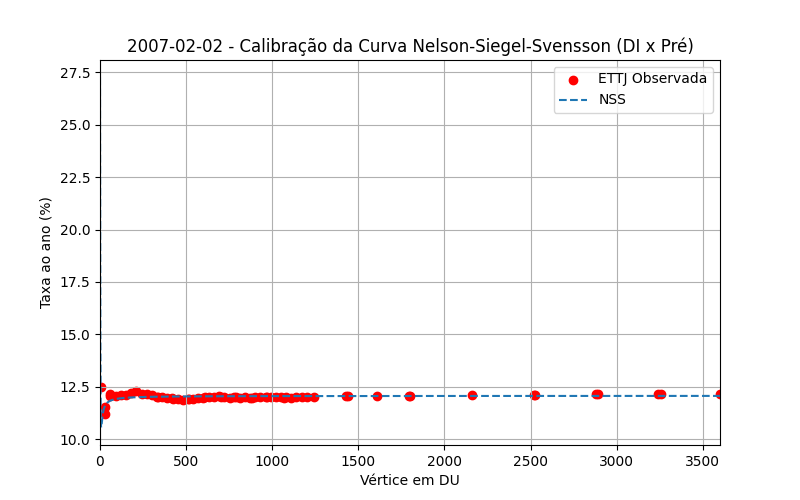 2007-02-02 - Calibração da Curva Nelson-Siegel-Svensson (DI x Pré)
ETTJ Observada
NSS
Taxa ao ano (%)
27.5
25.0
22.5
20.0
17.5
15.0
12.5
10.0
0 500 1000 1500 2000 2500 3000 3500
Vértice em DU